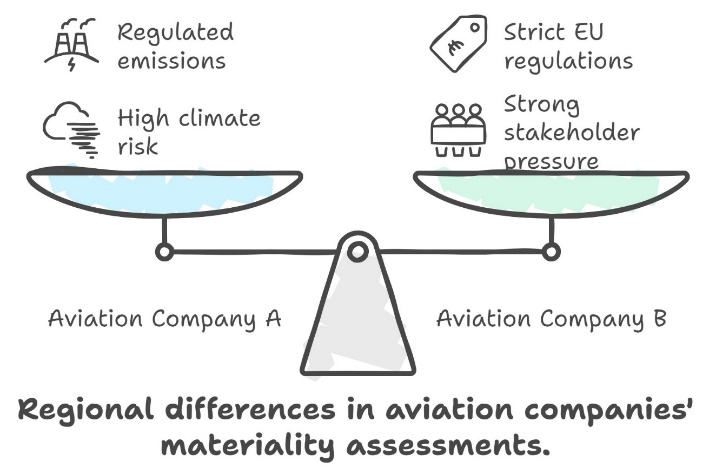 Regulated
emissions
High climate
risk
Strict EU
regulations
Strong
stakeholder
pressure
Aviation Company A
Aviation Company B
Regional differences in aviation companies'
materiality assessments.